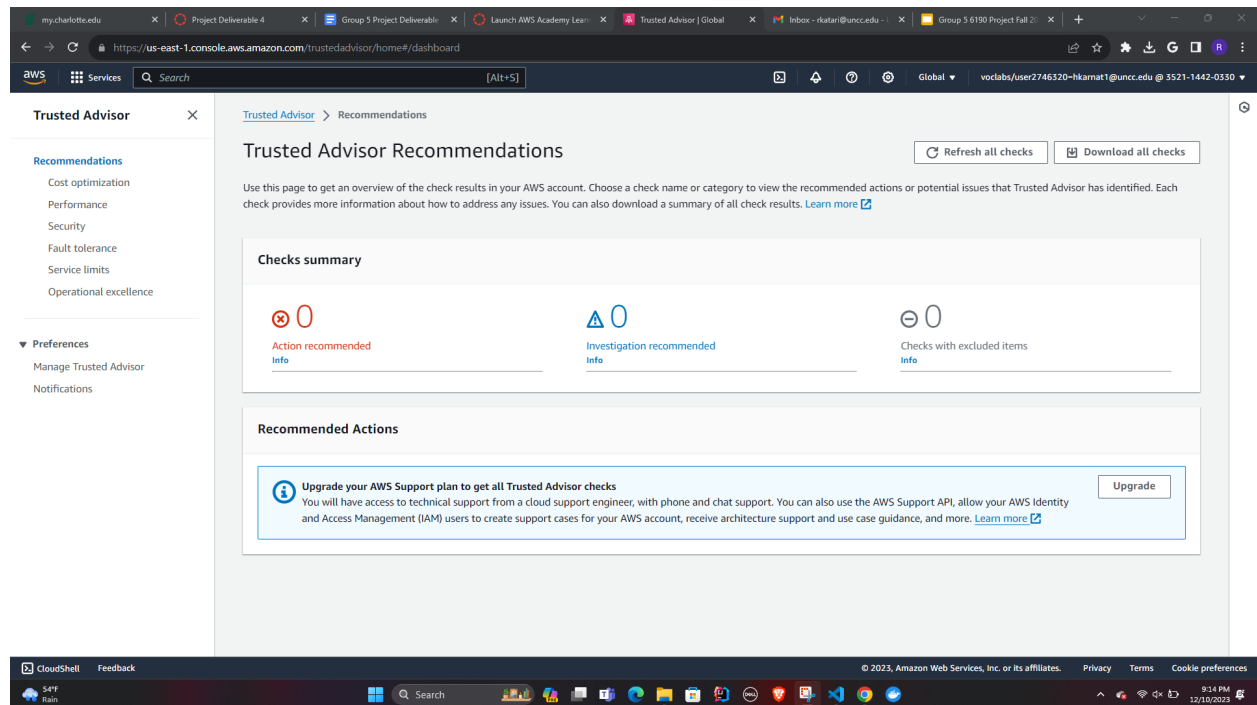 my.charlotte.edu
Project Deliverable 4
Group 5 Project Deliverable
Launch AWS Academy Learn
Trusted Advisor | Global
Inbox - rkatari@uncc.edu -
Group 5 6190 Project Fall 20
https://us-east-1.console.aws.amazon.com/trustedadvisor/home#/dashboard
R
aws
Services
Search
[Alt+S]
Global
voclabs/user2746320=hkamat1@uncc.edu @ 3521-1442-0330
Trusted Advisor
Recommendations
Cost optimization
Performance
Security
Fault tolerance
Service limits
Operational excellence
Preferences
Manage Trusted Advisor
Notifications
Trusted Advisor > Recommendations
Trusted Advisor Recommendations
Refresh all checks
Download all checks
Use this page to get an overview of the check results in your AWS account. Choose a check name or category to view the recommended actions or potential issues that Trusted Advisor has identified. Each
check provides more information about how to address any issues. You can also download a summary of all check results. Learn more
Checks summary
0
Action recommended
Info
0
Investigation recommended
Info
0
Checks with excluded items
Info
Recommended Actions
Upgrade your AWS Support plan to get all Trusted Advisor checks
You will have access to technical support from a cloud support engineer, with phone and chat support. You can also use the AWS Support API, allow your AWS Identity
and Access Management (IAM) users to create support cases for your AWS account, receive architecture support and use case guidance, and more. Learn more
Upgrade
CloudShell
Feedback
© 2023, Amazon Web Services, Inc. or its affiliates.
Privacy
Terms
Cookie preferences
54°F
Rain
Search
9:14 PM
12/10/2023